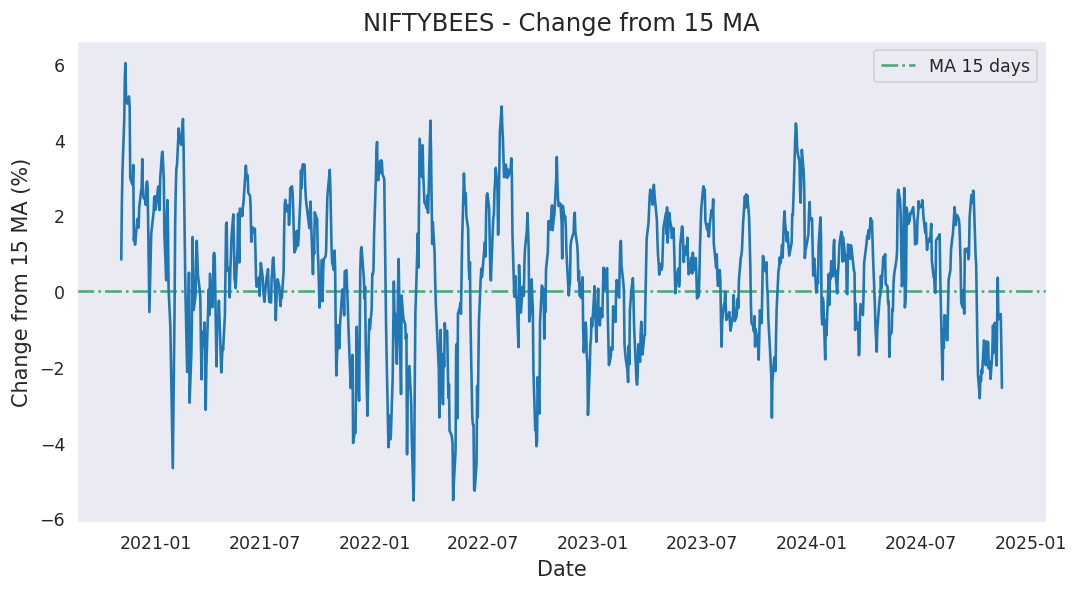 NIFTYBEES - Change from 15 MA
MA 15 days
Change from 15 MA (%)
6
4
2
0
−2
−4
−6
2021-01 2021-07 2022-01 2022-07 2023-01 2023-07 2024-01 2024-07 2025-01
Date